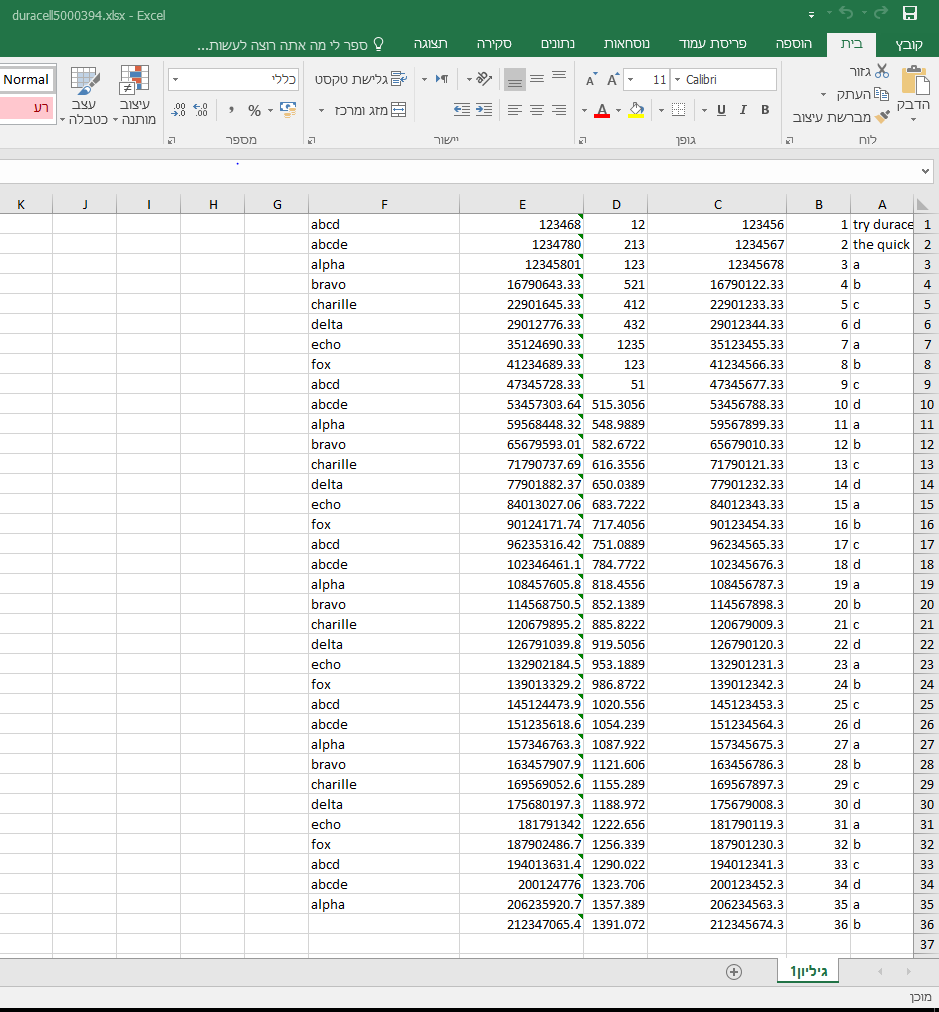 duracell5000394.xlsx - Excel
קובץ בית הוספה פריסת עמוד נוסחאות נתונים סקירה תצוגה ספר לי מה אתה רוצה לעשות...
הדבק
גזור
העתק
מברשת עיצוב
לוח
Calibri 11
B I U
גופן
גלישת טקסט
מזג ומרכז
יישור
כללי
מספר
עיצוב מותנה
עצב כטבלה
Normal
רע
A B C D E F G H I J K
1 try durace 1 123456 12 123468 abcd
2 the quick 2 1234567 213 1234780 abcde
3 a 3 12345678 123 12345801 alpha
4 b 4 16790122.33 521 16790643.33 bravo
5 c 5 22901233.33 412 22901645.33 charille
6 d 6 29012344.33 432 29012776.33 delta
7 a 7 35123455.33 1235 35124690.33 echo
8 b 8 41234566.33 123 41234689.33 fox
9 c 9 47345677.33 51 47345728.33 abcd
10 d 10 53456788.33 515.3056 53457303.64 abcde
11 a 11 59567899.33 548.9889 59568448.32 alpha
12 b 12 65679010.33 582.6722 65679593.01 bravo
13 c 13 71790121.33 616.3556 71790737.69 charille
14 d 14 77901232.33 650.0389 77901882.37 delta
15 a 15 84012343.33 683.7222 84013027.06 echo
16 b 16 90123454.33 717.4056 90124171.74 fox
17 c 17 96234565.33 751.0889 96235316.42 abcd
18 d 18 102345676.3 784.7722 102346461.1 abcde
19 a 19 108456787.3 818.4556 108457605.8 alpha
20 b 20 114567898.3 852.1389 114568750.5 bravo
21 c 21 120679009.3 885.8222 120679895.2 charille
22 d 22 126790120.3 919.5056 126791039.8 delta
23 a 23 132901231.3 953.1889 132902184.5 echo
24 b 24 139012342.3 986.8722 139013329.2 fox
25 c 25 145123453.3 1020.556 145124473.9 abcd
26 d 26 151234564.3 1054.239 151235618.6 abcde
27 a 27 157345675.3 1087.922 157346763.3 alpha
28 b 28 163456786.3 1121.606 163457907.9 bravo
29 c 29 169567897.3 1155.289 169569052.6 charille
30 d 30 175679008.3 1188.972 175680197.3 delta
31 a 31 181790119.3 1222.656 181791342 echo
32 b 32 187901230.3 1256.339 187902486.7 fox
33 c 33 194012341.3 1290.022 194013631.4 abcd
34 d 34 200123452.3 1323.706 200124776 abcde
35 a 35 206234563.3 1357.389 206235920.7 alpha
36 b 36 212345674.3 1391.072 212347065.4
37
גיליון1
מוכן